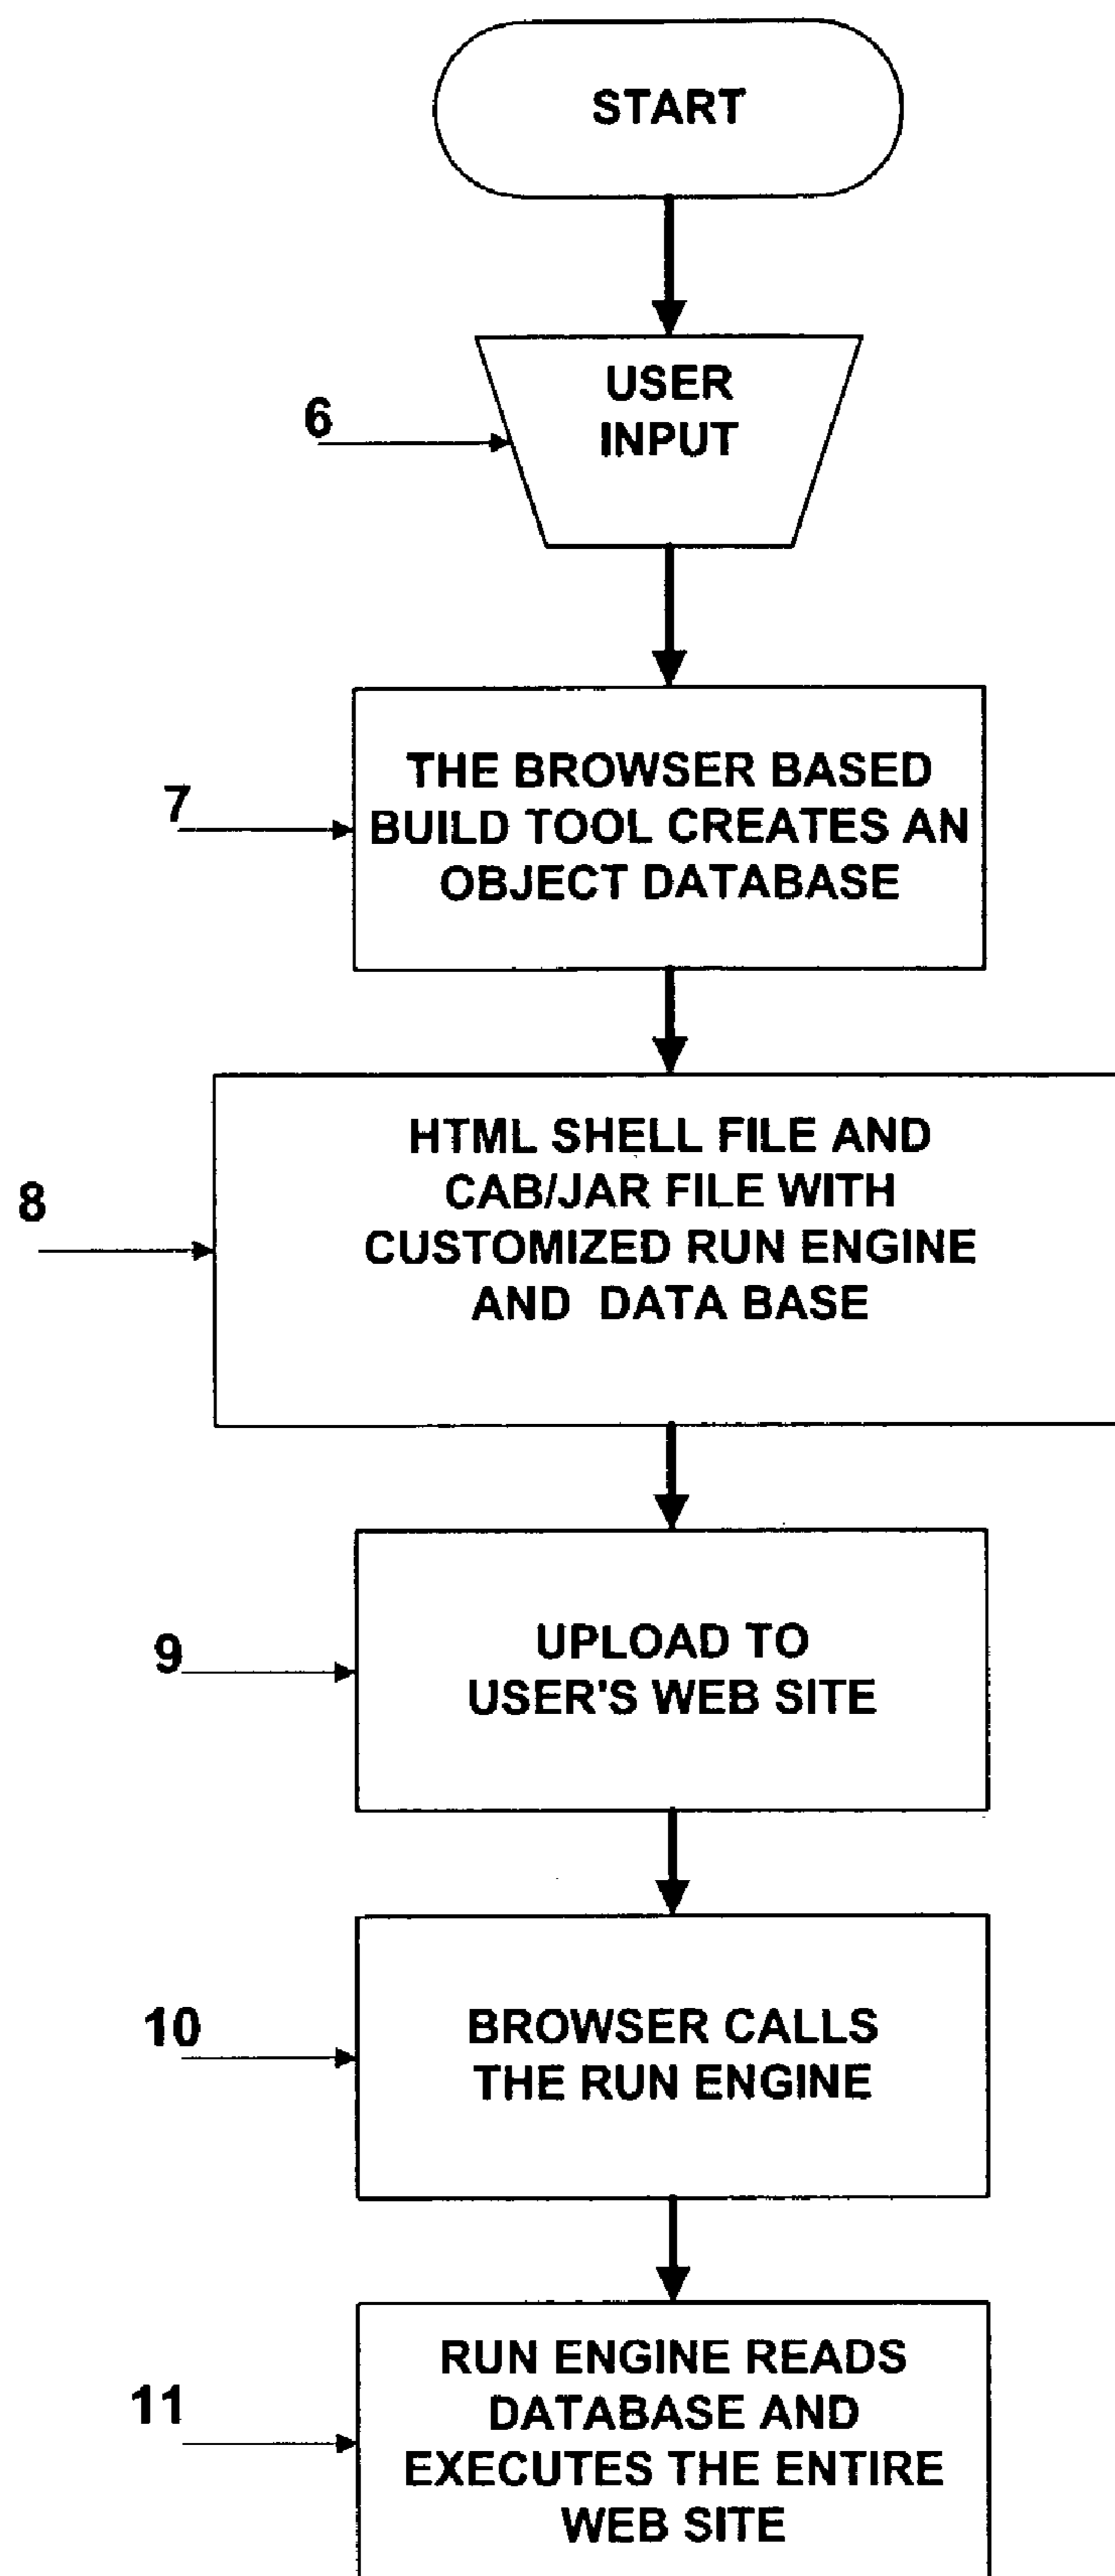 START
USER
INPUT
6
THE BROWSER BASED
BUILD TOOL CREATES AN
OBJECT DATABASE
7
HTML SHELL FILE AND
CAB/JAR FILE WITH
CUSTOMIZED RUN ENGINE
AND DATA BASE
8
UPLOAD TO
USER'S WEB SITE
9
BROWSER CALLS
THE RUN ENGINE
10
RUN ENGINE READS
DATABASE AND
EXECUTES THE ENTIRE
WEB SITE
11